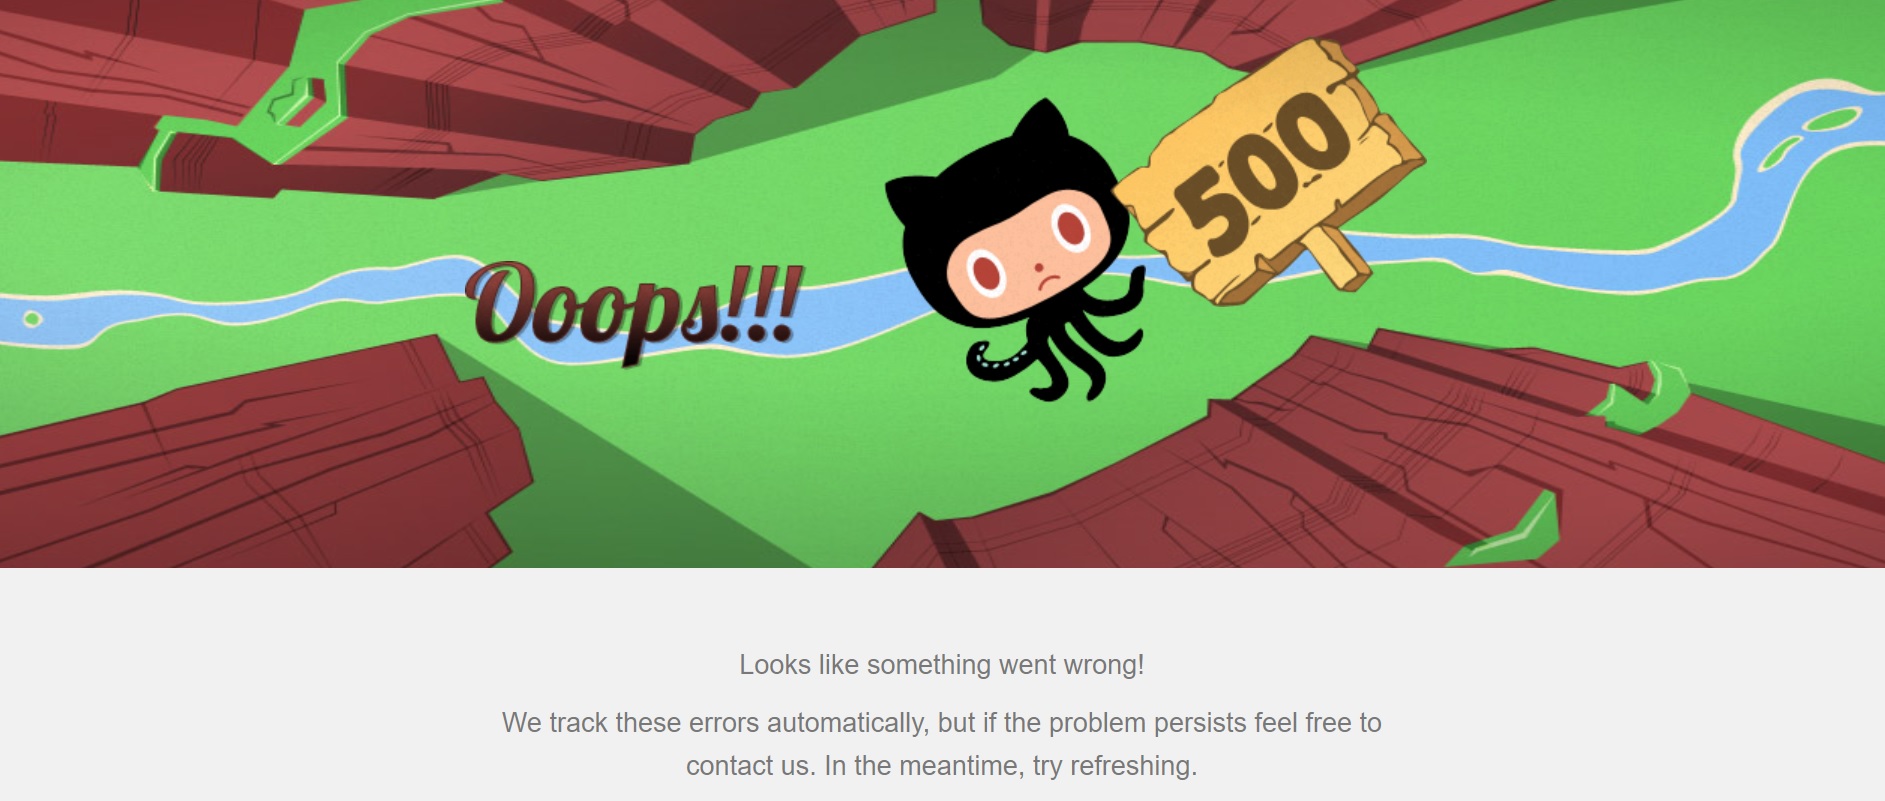 Ooops!!!
500
Looks like something went wrong!
We track these errors automatically, but if the problem persists feel free to
contact us. In the meantime, try refreshing.